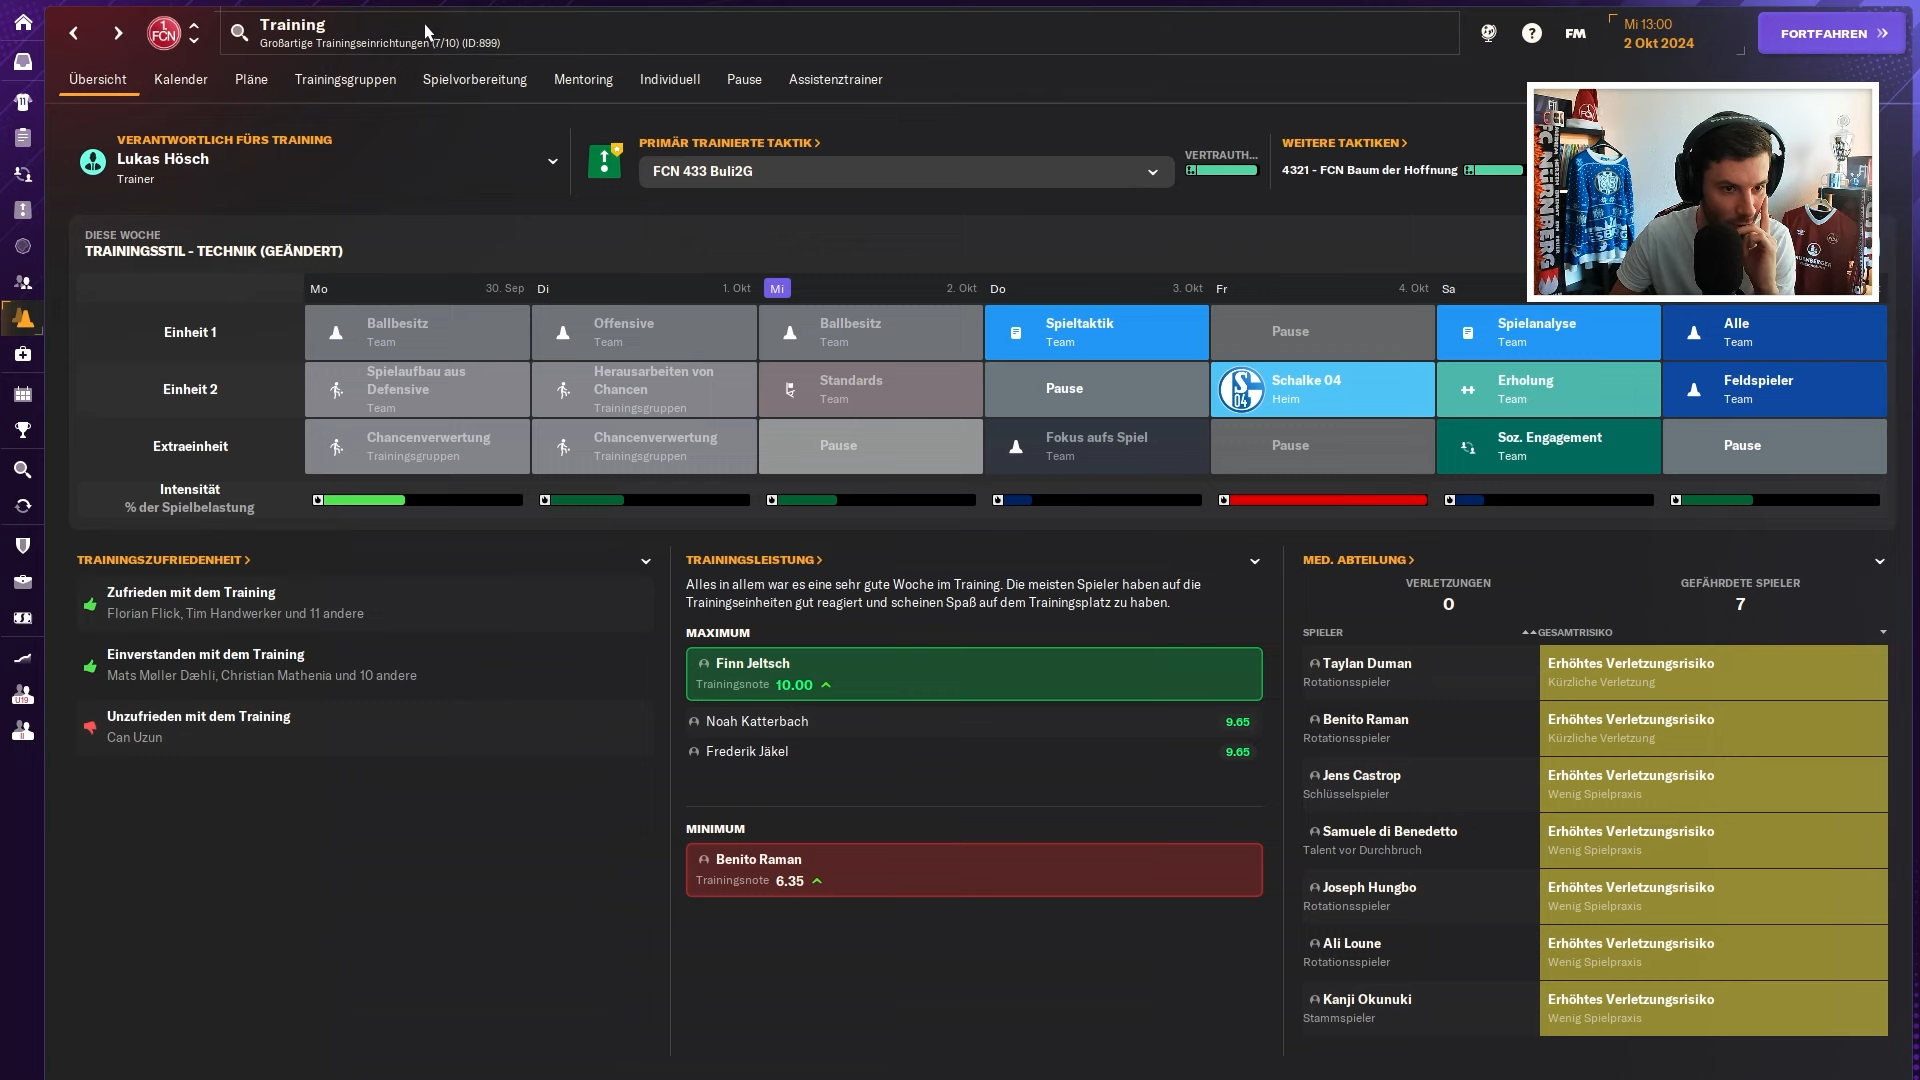 Training
Großartige Trainingseinrichtungen (7/10) (ID:899)
FM
Mi 13:00
2 Okt 2024
FORTFAHREN
Übersicht Kalender Pläne Trainingsgruppen Spielvorbereitung Mentoring Individuell Pause Assistenztrainer
VERANTWORTLICH FÜRS TRAINING
Lukas Hösch
Trainer
PRIMÄR TRAINIERTE TAKTIK
FCN 433 Buli2G
VERTRAUTH...
WEITERE TAKTIKEN
4321 - FCN Baum der Hoffnung
FC NÜRNBERG
DIESE WOCHE
TRAININGSSTIL - TECHNIK (GEÄNDERT)
Mo 30. Sep Di 1. Okt Mi 2. Okt Do 3. Okt Fr 4. Okt Sa
Einheit 1
Ballbesitz
Team
Offensive
Team
Ballbesitz
Team
Spieltaktik
Team
Pause
Spielanalyse
Team
Alle
Team
Einheit 2
Spielaufbau aus
Defensive
Team
Herausarbeiten von
Chancen
Trainingsgruppen
Standards
Team
Pause
Schalke 04
Heim
Erholung
Team
Feldspieler
Team
Extraeinheit
Chancenverwertung
Trainingsgruppen
Chancenverwertung
Trainingsgruppen
Pause
Fokus aufs Spiel
Team
Pause
Soz. Engagement
Team
Pause
Intensität
% der Spielbelastung
TRAININGSZUFRIEDENHEIT
Zufrieden mit dem Training
Florian Flick, Tim Handwerker und 11 andere
Einverstanden mit dem Training
Mats Møller Dæhli, Christian Mathenia und 10 andere
Unzufrieden mit dem Training
Can Uzun
TRAININGSLEISTUNG
Alles in allem war es eine sehr gute Woche im Training. Die meisten Spieler haben auf die
Trainingseinheiten gut reagiert und scheinen Spaß auf dem Trainingsplatz zu haben.
MAXIMUM
Finn Jeltsch
Trainingsnote 10.00
Noah Katterbach 9.65
Frederik Jäkel 9.65
MINIMUM
Benito Raman
Trainingsnote 6.35
MED. ABTEILUNG
VERLETZUNGEN GEFÄHRDETE SPIELER
0 7
SPIELER GESAMTRISIKO
Taylan Duman Erhöhtes Verletzungsrisiko
Rotationsspieler Kürzliche Verletzung
Benito Raman Erhöhtes Verletzungsrisiko
Rotationsspieler Kürzliche Verletzung
Jens Castrop Erhöhtes Verletzungsrisiko
Schlüsselspieler Wenig Spielpraxis
Samuele di Benedetto Erhöhtes Verletzungsrisiko
Talent vor Durchbruch Wenig Spielpraxis
Joseph Hungbo Erhöhtes Verletzungsrisiko
Rotationsspieler Wenig Spielpraxis
Ali Loune Erhöhtes Verletzungsrisiko
Rotationsspieler Wenig Spielpraxis
Kanji Okunuki Erhöhtes Verletzungsrisiko
Stammspieler Wenig Spielpraxis